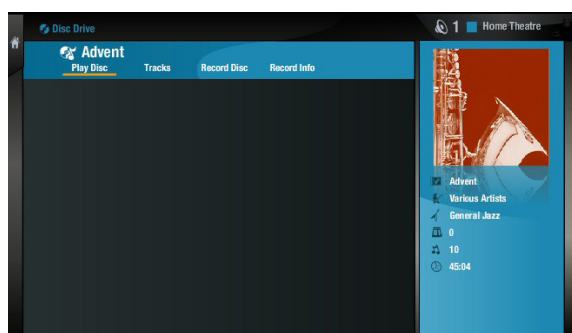 Disc Drive
1 Home Theatre
Advent
Play Disc Tracks Record Disc Record Info
Advent
Various Artists
General Jazz
0
10
45:04